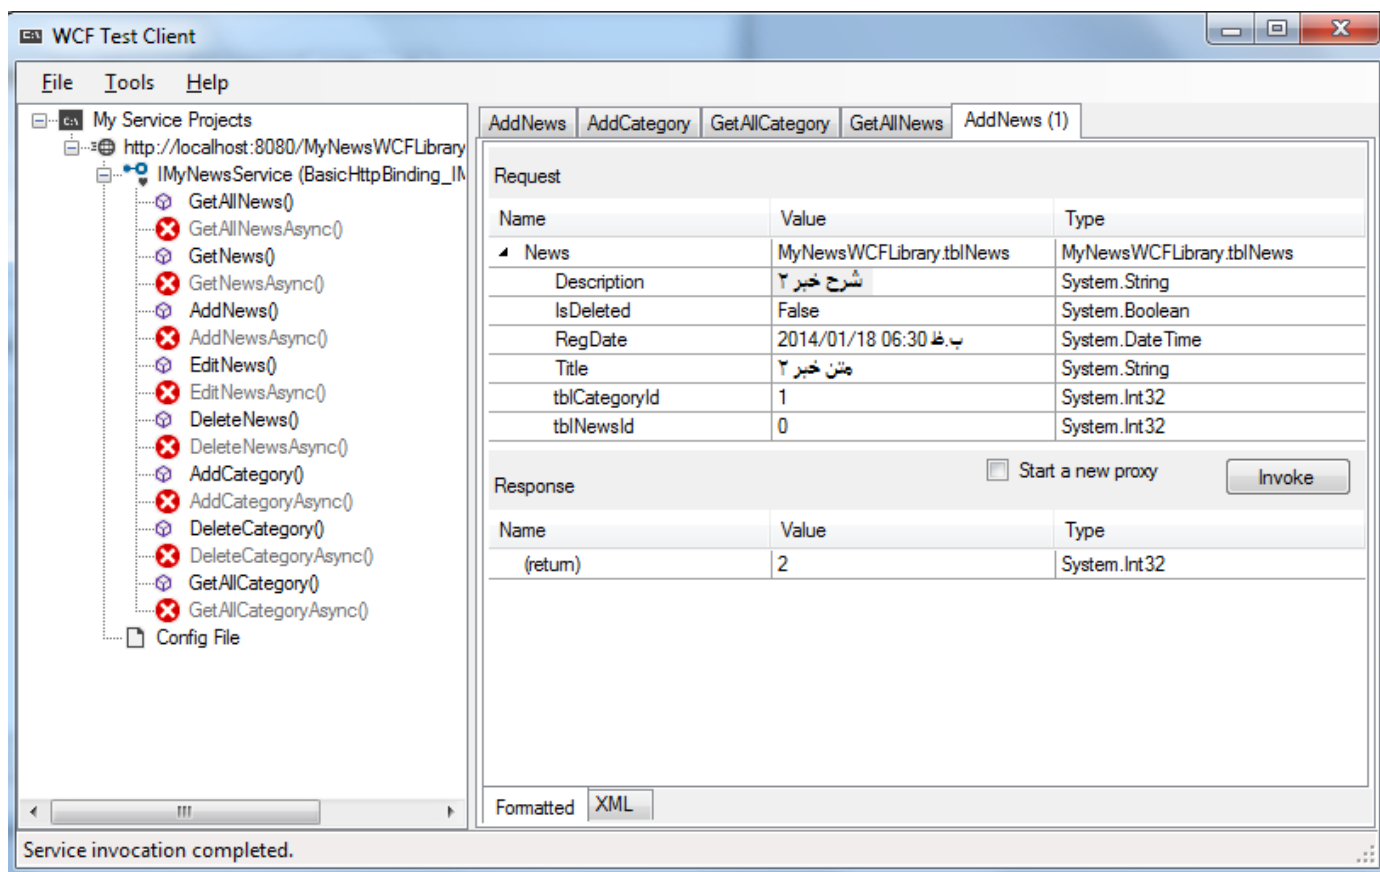 WCF Test Client
File Tools Help
My Service Projects
http://localhost:8080/MyNewsWCFLibrary
IMyNewsService (BasicHttpBinding_IM
GetAllNews()
GetAllNewsAsync()
GetNews()
GetNewsAsync()
AddNews()
AddNewsAsync()
EditNews()
EditNewsAsync()
DeleteNews()
DeleteNewsAsync()
AddCategory()
AddCategoryAsync()
DeleteCategory()
DeleteCategoryAsync()
GetAllCategory()
GetAllCategoryAsync()
Config File
AddNews AddCategory GetAllCategory GetAllNews AddNews (1)
Request
Name Value Type
News MyNewsWCFLibrary.tblNews MyNewsWCFLibrary.tblNews
Description شرح خبر ۲ System.String
IsDeleted False System.Boolean
RegDate 2014/01/18 06:30 ب.ظ System.DateTime
Title متن خبر ۲ System.String
tblCategoryId 1 System.Int32
tblNewsId 0 System.Int32
Response Start a new proxy Invoke
Name Value Type
(return) 2 System.Int32
Formatted XML
Service invocation completed.